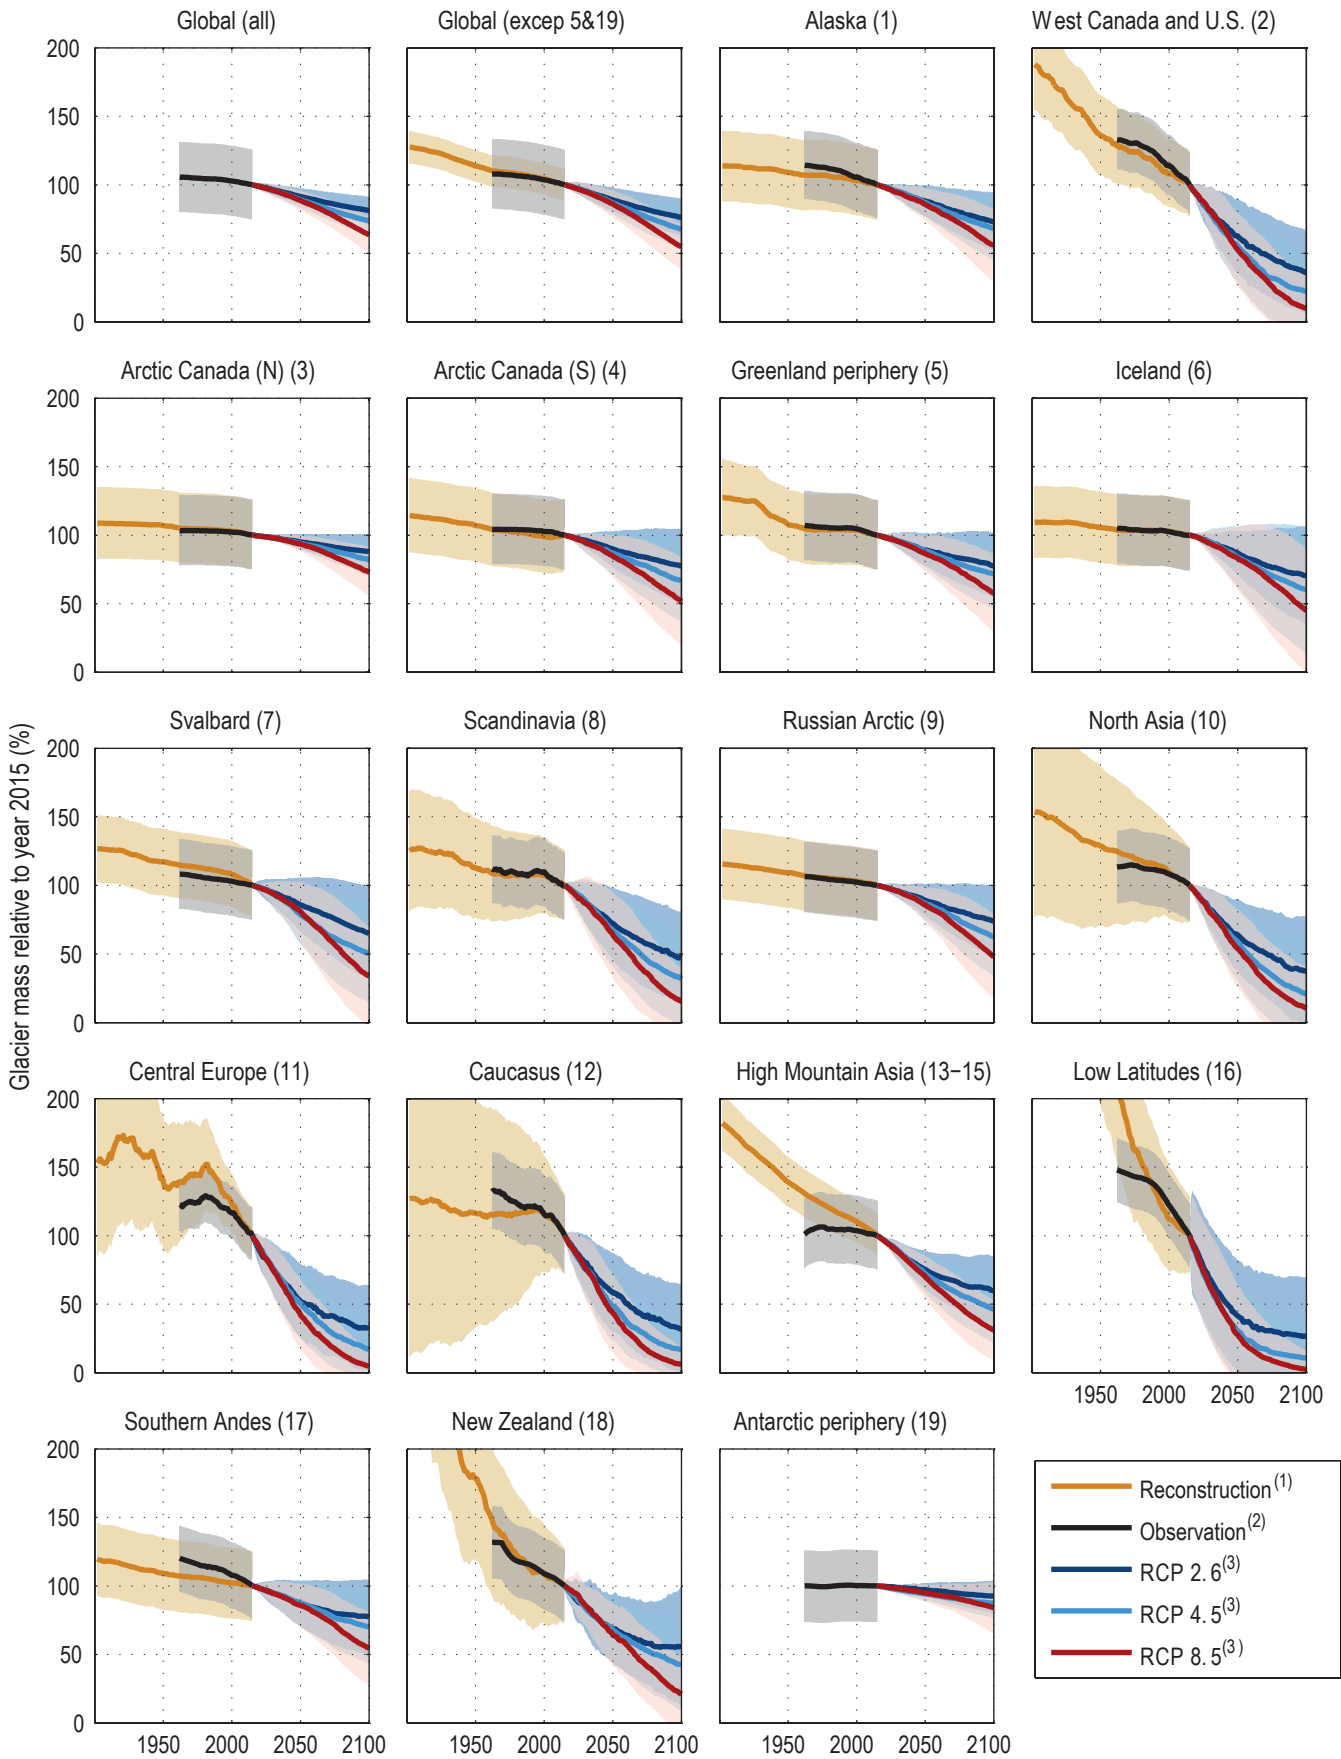 Global (all)
Global (excep 5&19)
Alaska (1)
West Canada and U.S. (2)
200
150
100
50
0
Arctic Canada (N) (3)
Arctic Canada (S) (4)
Greenland periphery (5)
Iceland (6)
200
150
100
50
0
Glacier mass relative to year 2015 (%)
Svalbard (7)
Scandinavia (8)
Russian Arctic (9)
North Asia (10)
200
150
100
50
0
Central Europe (11)
Caucasus (12)
High Mountain Asia (13−15)
Low Latitudes (16)
200
150
100
50
0
1950 2000 2050 2100
Southern Andes (17)
New Zealand (18)
Antarctic periphery (19)
200
150
100
50
0
1950 2000 2050 2100
1950 2000 2050 2100
1950 2000 2050 2100
Reconstruction(1)
Observation(2)
RCP 2.6(3)
RCP 4.5(3)
RCP 8.5(3)